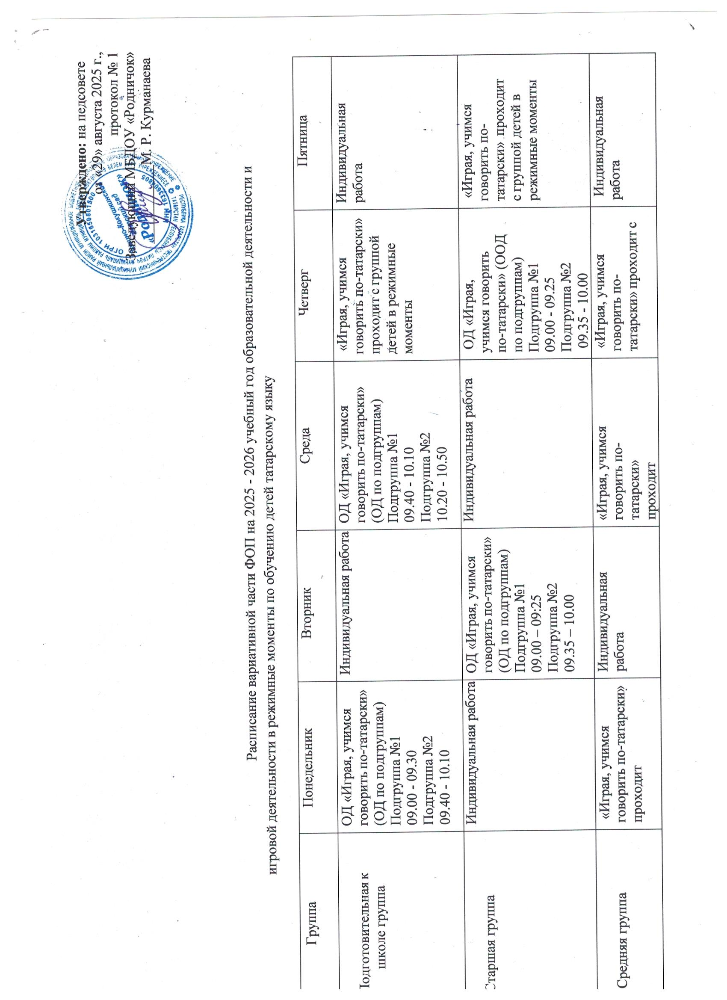 Утверждено: на педсовете
от «29» августа 2025 г.,
протокол № 1
Заведующий МБДОУ «Родничок»
М. Р. Курманаева
«РОДНИЧОК»
Расписание вариативной части ФОП на 2025 - 2026 учебный год образовательной деятельности и
игровой деятельности в режимные моменты по обучению детей татарскому языку
Группа
Понедельник
Вторник
Среда
Четверг
Пятница
Подготовительная к
школе группа
ОД «Играя, учимся
говорить по-татарски»
(ОД по подгруппам)
Подгруппа №1
09.00 - 09.30
Подгруппа №2
09.40 - 10.10
Индивидуальная работа
ОД «Играя, учимся
говорить по-татарски»
(ОД по подгруппам)
Подгруппа №1
09.40 - 10.10
Подгруппа №2
10.20 - 10.50
«Играя, учимся
говорить по-татарски»
проходит с группой
детей в режимные
моменты
Индивидуальная
работа
Старшая группа
Индивидуальная работа
ОД «Играя, учимся
говорить по-татарски»
(ОД по подгруппам)
Подгруппа №1
09.00 – 09:25
Подгруппа №2
09.35 – 10.00
Индивидуальная работа
ОД «Играя,
учимся говорить
по-татарски» (ООД
по подгруппам)
Подгруппа №1
09.00 - 09.25
Подгруппа №2
09.35 - 10.00
«Играя, учимся
говорить по-
татарски» проходит
с группой детей в
режимные моменты
Средняя группа
«Играя, учимся
говорить по-татарски»
проходит
Индивидуальная
работа
«Играя, учимся
говорить по-
татарски»
проходит
«Играя, учимся
говорить по-
татарски» проходит с
Индивидуальная
работа